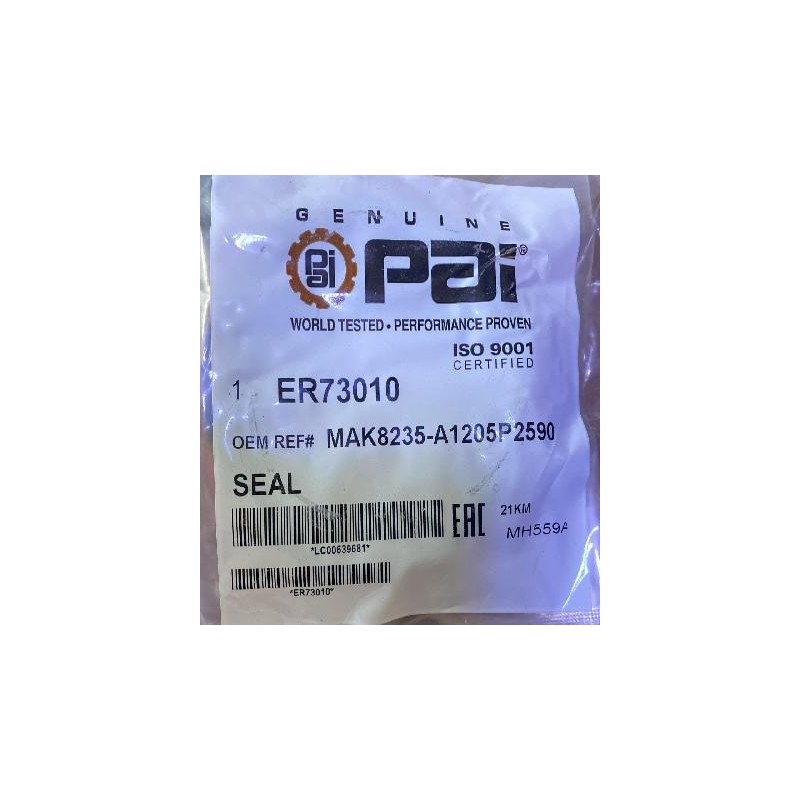 GENUINE
pai
pai®
WORLD TESTED • PERFORMANCE PROVEN
ISO 9001
CERTIFIED
1 ER73010
OEM REF# MAK8235-A1205P2590
SEAL
*LC00639681*
EAC
21KM
MH559A
*ER73010*